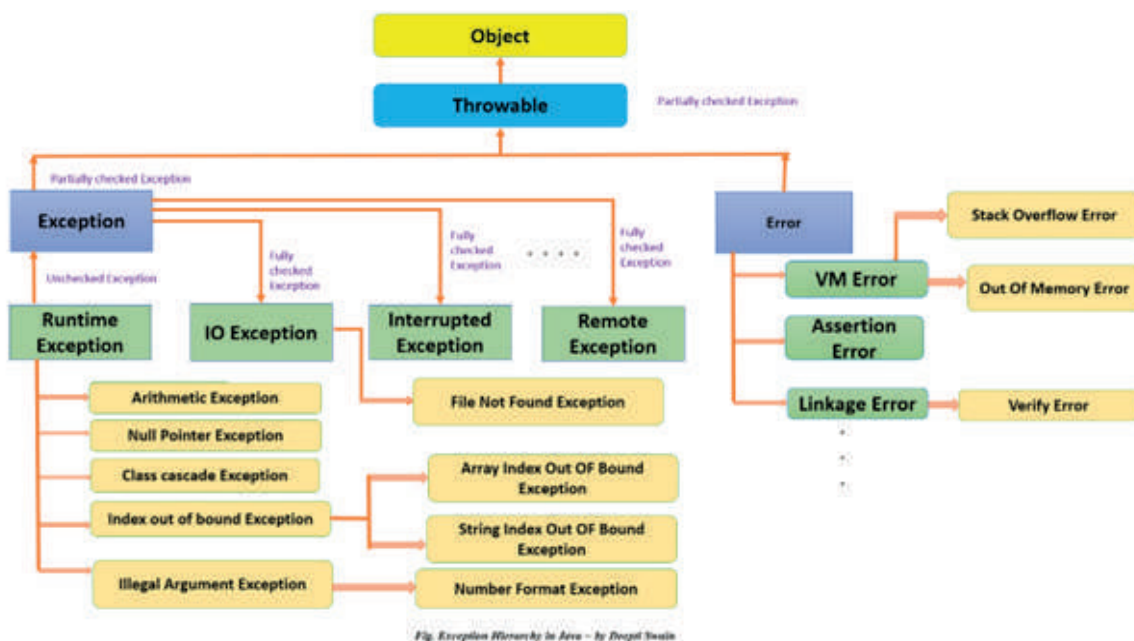 Object
Throwable
Partially checked Exception
Partially checked Exception
Exception
Error
Stack Overflow Error
Fully
checked
Exception
Fully
checked
Exception
Fully
checked
Exception
Unchecked Exception
VM Error
Out Of Memory Error
Runtime
Exception
IO Exception
Interrupted
Exception
Remote
Exception
Assertion
Error
Arithmetic Exception
File Not Found Exception
Linkage Error
Verify Error
Null Pointer Exception
Class cascade Exception
Array Index Out OF Bound
Exception
Index out of bound Exception
String Index Out OF Bound
Exception
Illegal Argument Exception
Number Format Exception
Fig. Exception Hierarchy in Java – by Deepti Swain